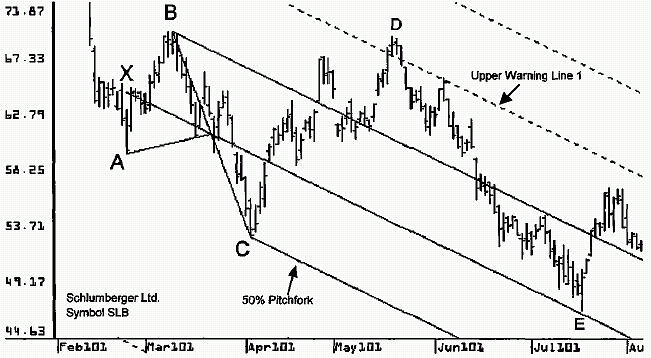 73.87
B
D
67.33
X
Upper Warning Line 1
62.79
A
58.25
53.71
C
49.17
Schlumberger Ltd.
50% Pitchfork
Symbol SLB
E
44.63
Feb101 Mar101 Apr101 May101 Jun101 Jul101 Au